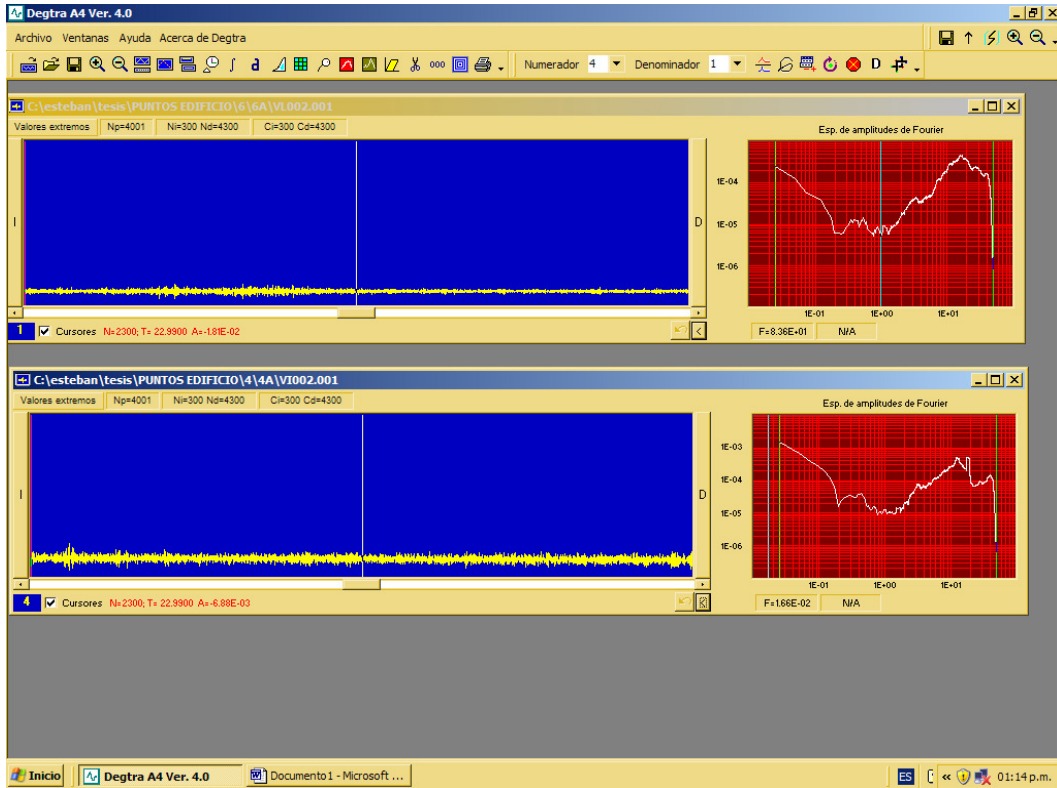 Degtra A4 Ver. 4.0
Archivo Ventanas Ayuda Acerca de Degtra
Numerador 4 Denominador 1 D
C:\esteban\tesis\PUNTOS EDIFICIO\6\6A\VL002.001
Valores extremos Np=4001 Ni=300 Nd=4300 Ci=300 Cd=4300
Esp. de amplitudes de Fourier
I
D
1E-04
1E-05
1E-06
1E-01 1E+00 1E+01
1 Cursores N=2300; T= 22.9900 A=-1.81E-02
F=8.36E+01 N/A
C:\esteban\tesis\PUNTOS EDIFICIO\4\4A\VI002.001
Valores extremos Np=4001 Ni=300 Nd=4300 Ci=300 Cd=4300
Esp. de amplitudes de Fourier
I
D
1E-03
1E-04
1E-05
1E-06
1E-01 1E+00 1E+01
4 Cursores N=2300; T= 22.9900 A=-6.88E-03
F=1.66E-02 N/A
Inicio Degtra A4 Ver. 4.0 Documento1 - Microsoft ... ES 01:14 p.m.